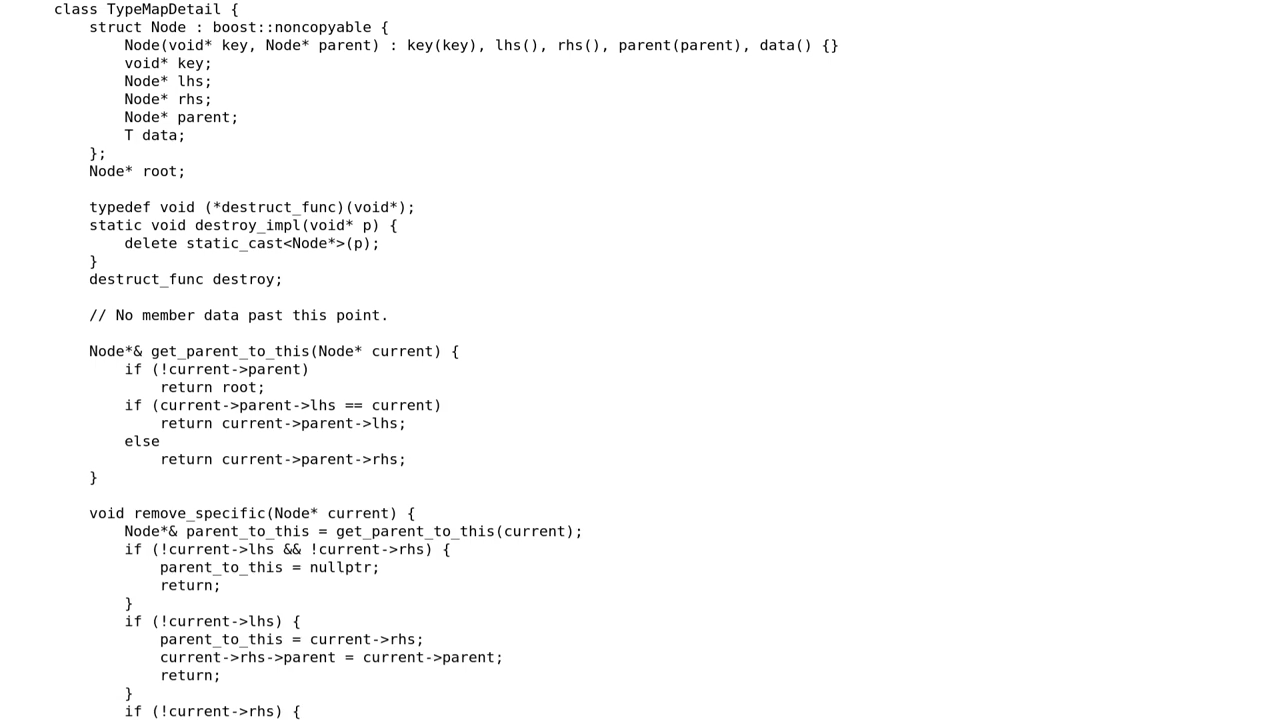 class TypeMapDetail {
    struct Node : boost::noncopyable {
        Node(void* key, Node* parent) : key(key), lhs(), rhs(), parent(parent), data() {}
        void* key;
        Node* lhs;
        Node* rhs;
        Node* parent;
        T data;
    };
    Node* root;

    typedef void (*destruct_func)(void*);
    static void destroy_impl(void* p) {
        delete static_cast<Node*>(p);
    }
    destruct_func destroy;

    // No member data past this point.

    Node*& get_parent_to_this(Node* current) {
        if (!current->parent)
            return root;
        if (current->parent->lhs == current)
            return current->parent->lhs;
        else
            return current->parent->rhs;
    }

    void remove_specific(Node* current) {
        Node*& parent_to_this = get_parent_to_this(current);
        if (!current->lhs && !current->rhs) {
            parent_to_this = nullptr;
            return;
        }
        if (!current->lhs) {
            parent_to_this = current->rhs;
            current->rhs->parent = current->parent;
            return;
        }
        if (!current->rhs) {